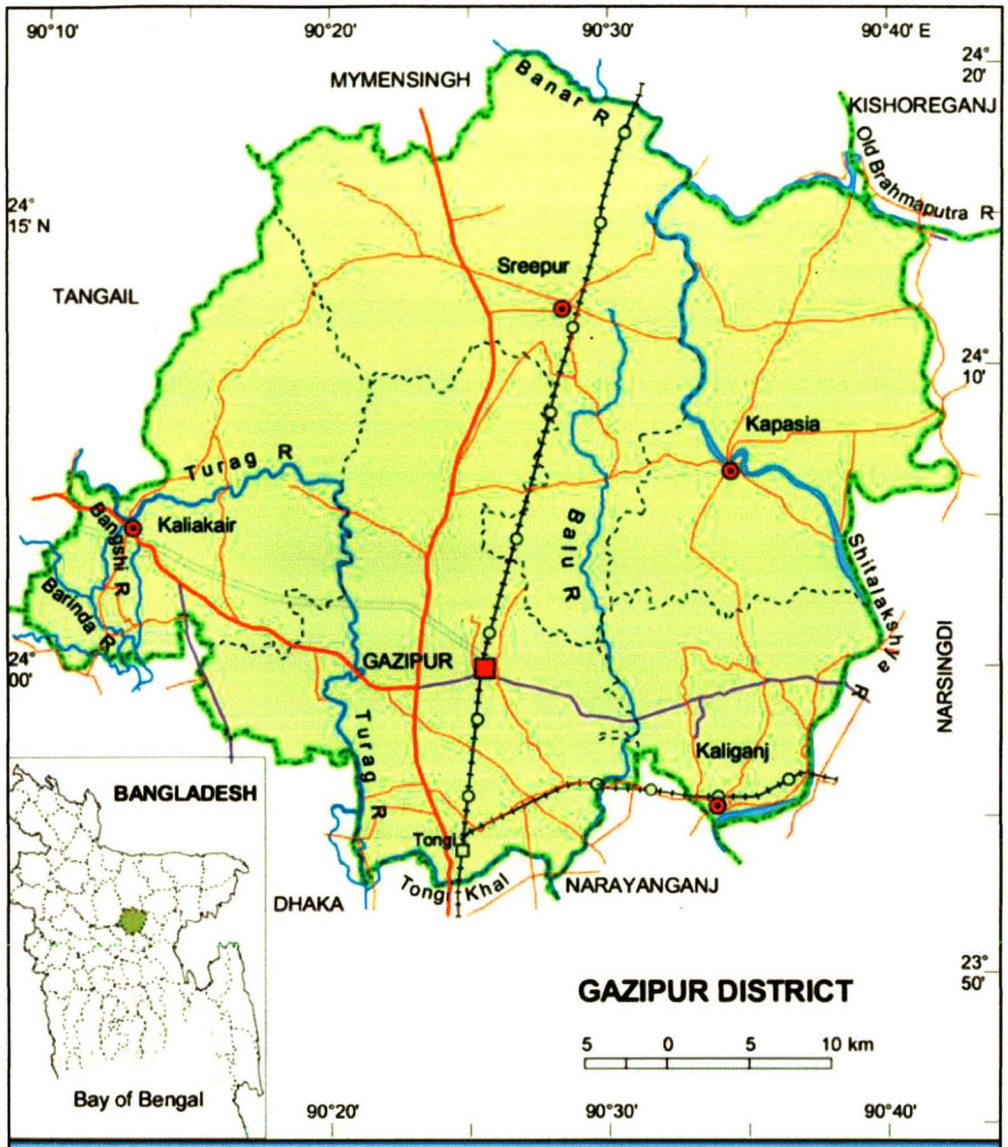 90°10' 90°20' 90°30' 90°40' E
24°
20'
MYMENSINGH
Banar R
KISHOREGANJ
Old Brahmaputra R
24°
15' N
Sreepur
TANGAIL
24°
10'
Kapasia
Turag R
Kaliakair
Bangshi R
Balu R
Shitalakshya R
Barinda R
24°
00'
GAZIPUR
NARSINGDI
Turag R
Kaliganj
BANGLADESH
Tongi
Tongi Khal
NARAYANGANJ
DHAKA
23°
50'
GAZIPUR DISTRICT
5 0 5 10 km
Bay of Bengal
90°20' 90°30' 90°40'